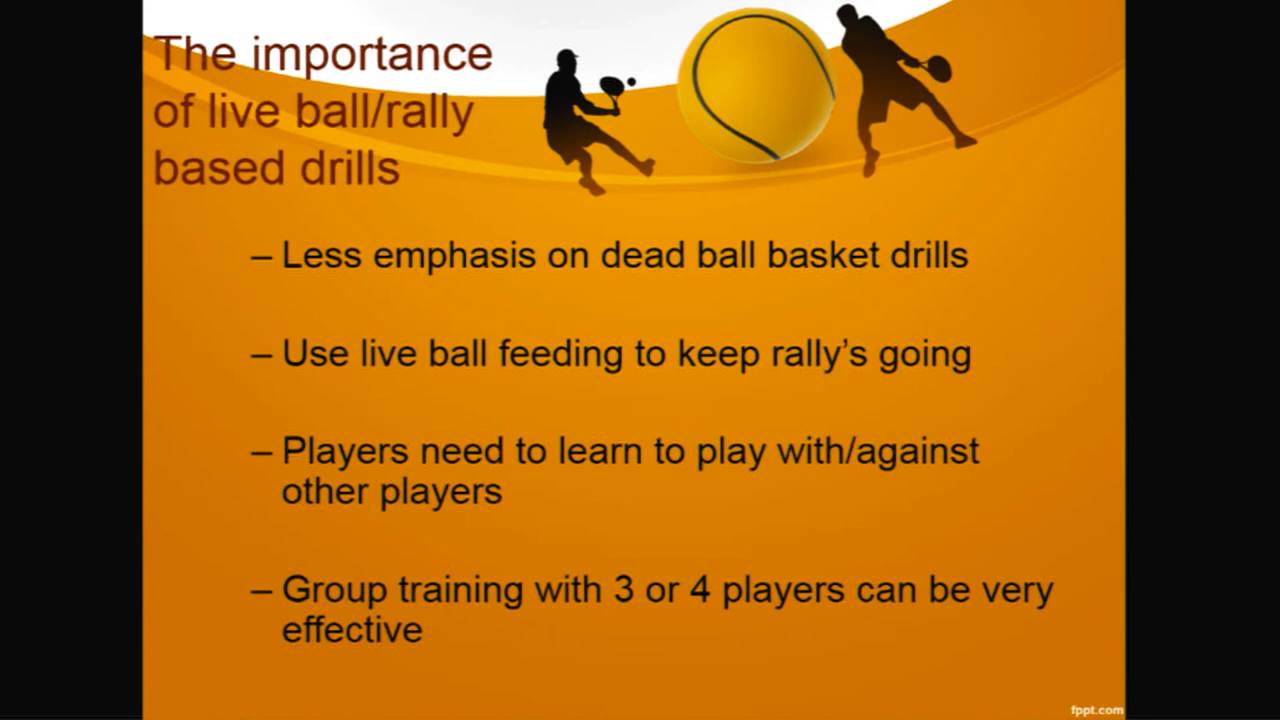 The importance
of live ball/rally
based drills
– Less emphasis on dead ball basket drills
– Use live ball feeding to keep rally’s going
– Players need to learn to play with/against
other players
– Group training with 3 or 4 players can be very
effective
fppt.com